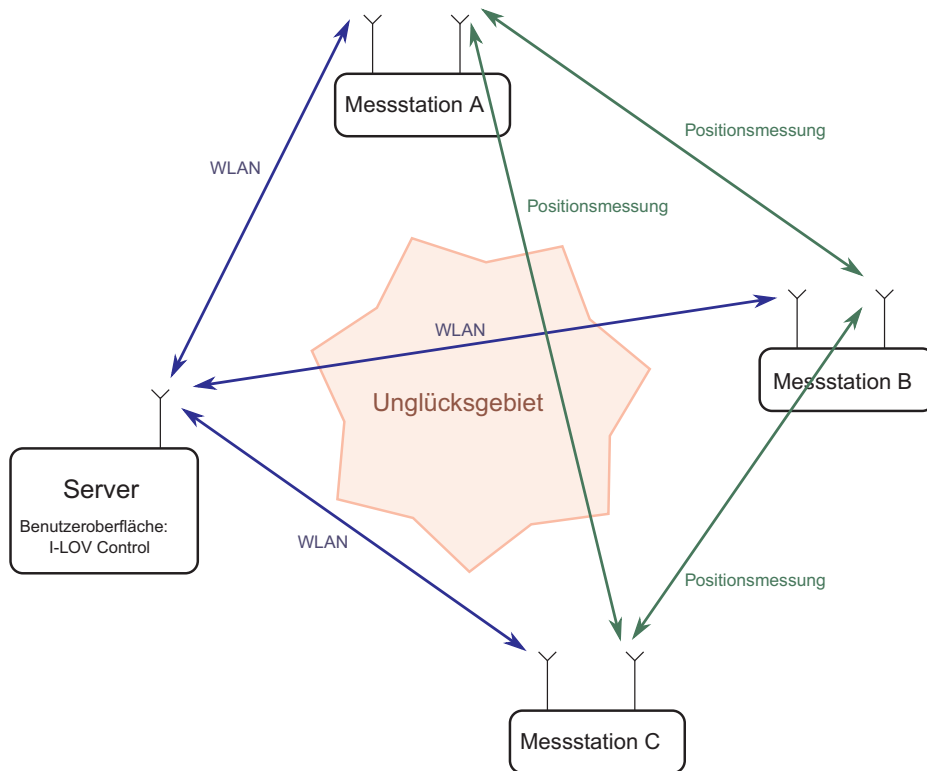 Messstation A
Positionsmessung
WLAN
Positionsmessung
WLAN
Messstation B
Unglücksgebiet
Server
Benutzeroberfläche:
I-LOV Control
WLAN
Positionsmessung
Messstation C